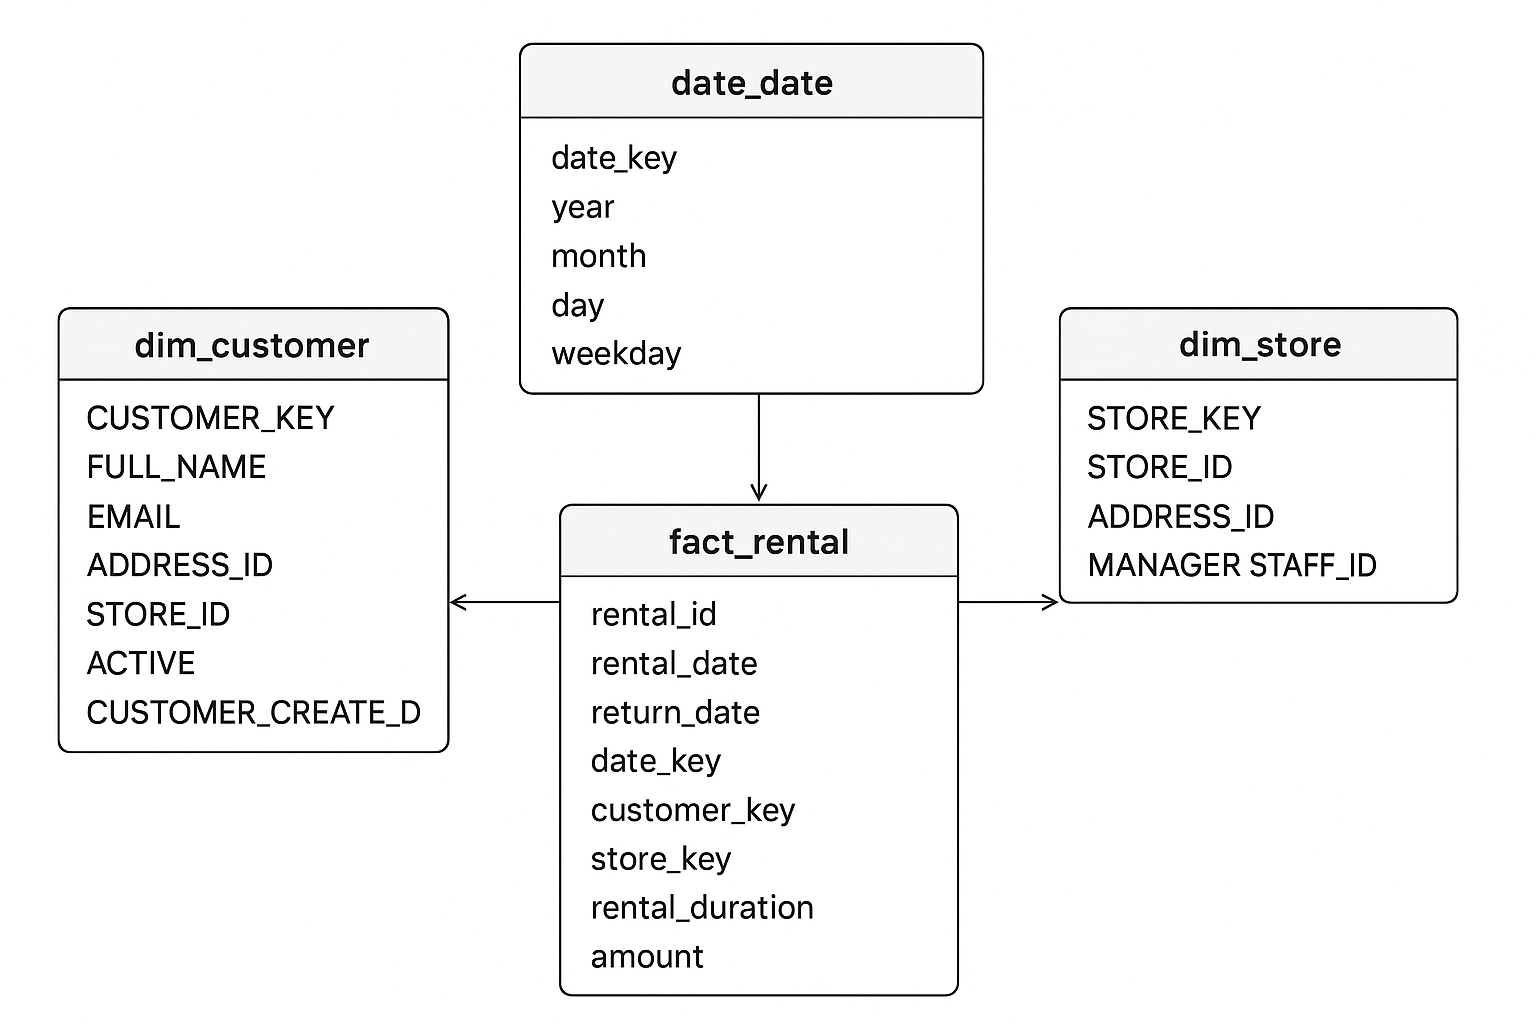 date_date
date_key
year
month
day
weekday
dim_customer
CUSTOMER_KEY
FULL_NAME
EMAIL
ADDRESS_ID
STORE_ID
ACTIVE
CUSTOMER_CREATE_D
dim_store
STORE_KEY
STORE_ID
ADDRESS_ID
MANAGER STAFF_ID
fact_rental
rental_id
rental_date
return_date
date_key
customer_key
store_key
rental_duration
amount